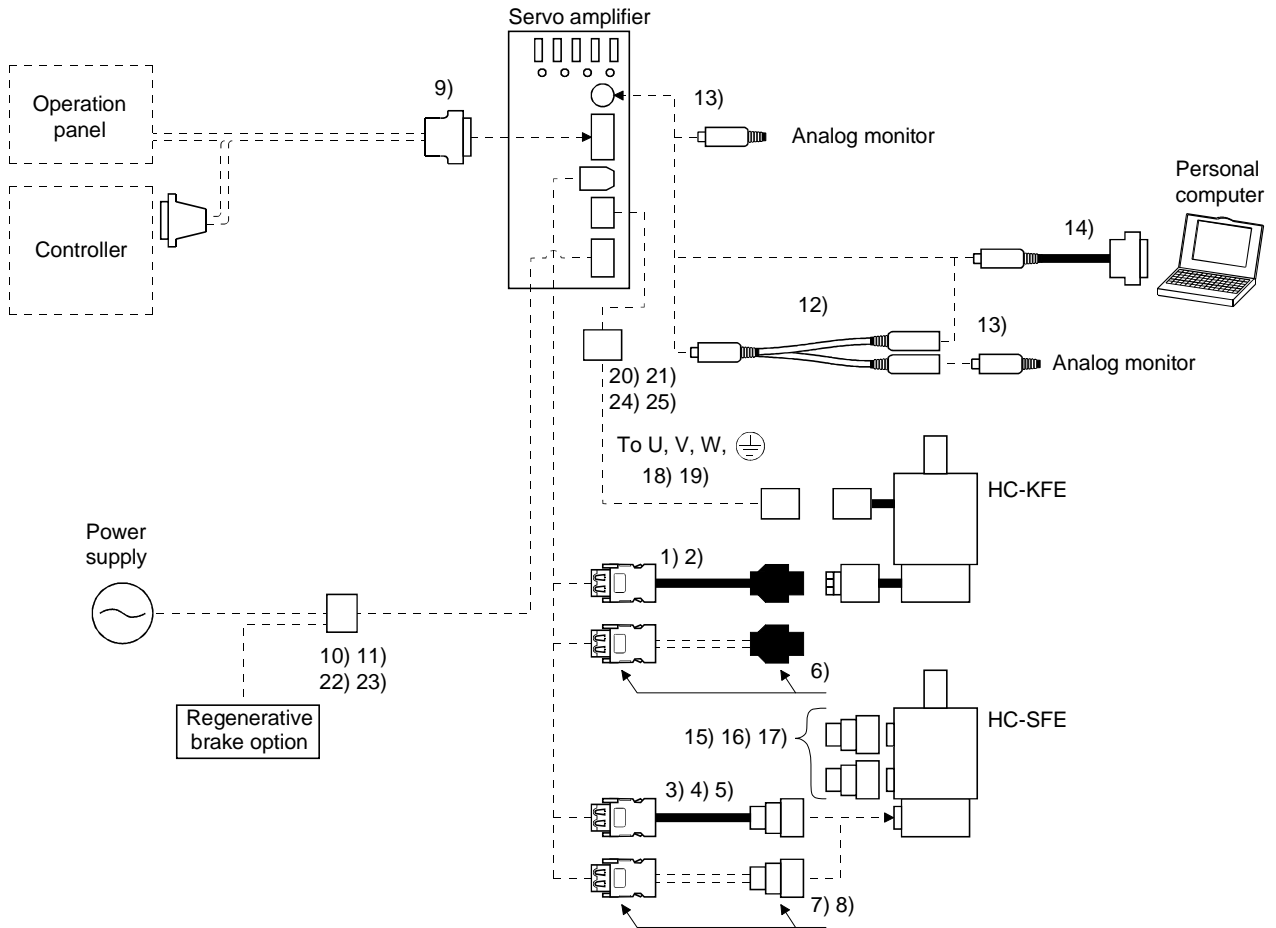 Servo amplifier
9)
Operation
panel
Controller
13)
Analog monitor
Personal
computer
14)
12)
13)
Analog monitor
20) 21)
24) 25)
To U, V, W,
18) 19)
HC-KFE
Power
supply
1) 2)
10) 11)
22) 23)
6)
Regenerative
brake option
HC-SFE
15) 16) 17)
3) 4) 5)
7) 8)